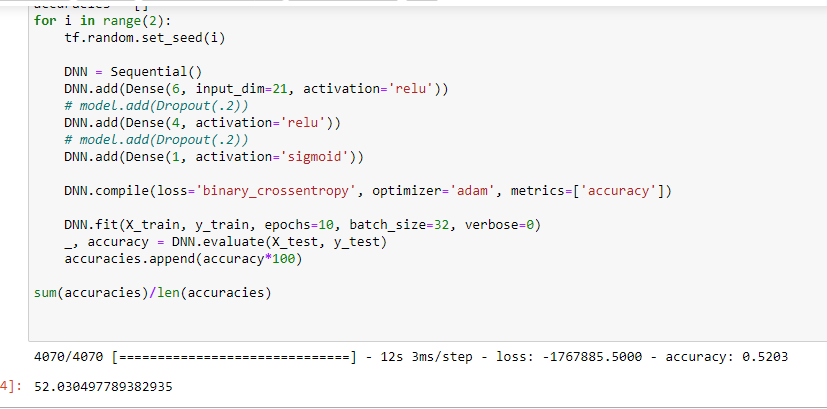 for i in range(2):
    tf.random.set_seed(i)

    DNN = Sequential()
    DNN.add(Dense(6, input_dim=21, activation='relu'))
    # model.add(Dropout(.2))
    DNN.add(Dense(4, activation='relu'))
    # model.add(Dropout(.2))
    DNN.add(Dense(1, activation='sigmoid'))

    DNN.compile(loss='binary_crossentropy', optimizer='adam', metrics=['accuracy'])

    DNN.fit(X_train, y_train, epochs=10, batch_size=32, verbose=0)
    _, accuracy = DNN.evaluate(X_test, y_test)
    accuracies.append(accuracy*100)

sum(accuracies)/len(accuracies)

4070/4070 [==============================] - 12s 3ms/step - loss: -1767885.5000 - accuracy: 0.5203
4]: 52.030497789382935